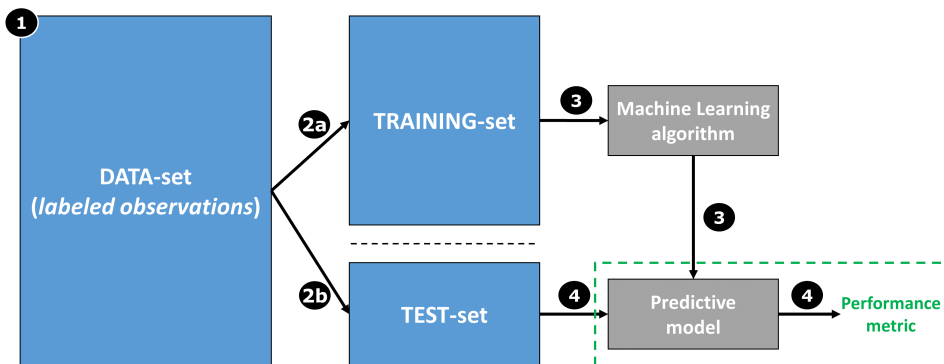 1
DATA-set
(labeled observations)
2a
2b
TRAINING-set
TEST-set
3
Machine Learning
algorithm
3
4
Predictive
model
4
Performance
metric